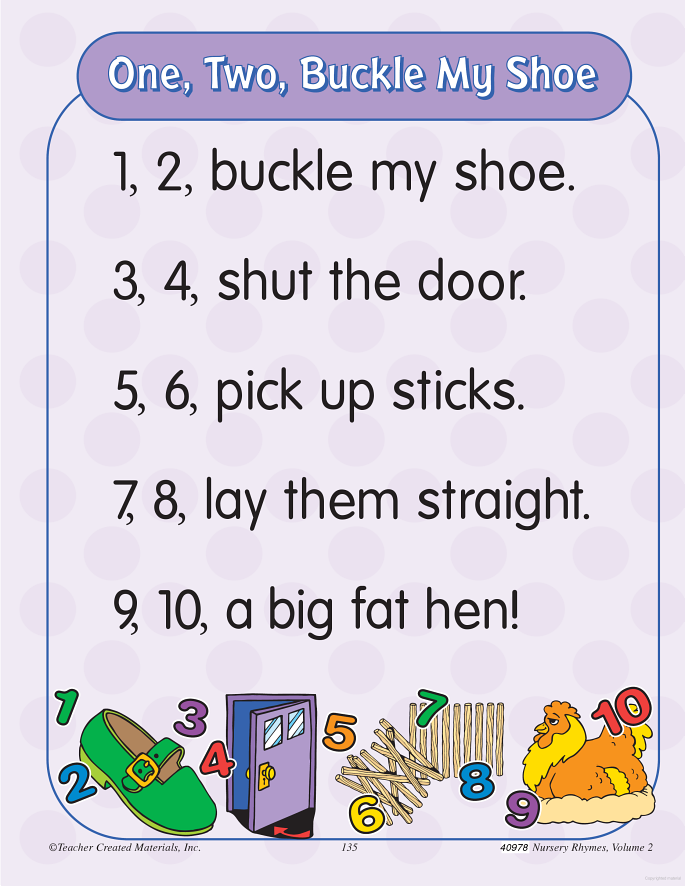 One, Two, Buckle My Shoe
1, 2, buckle my shoe.
3, 4, shut the door.
5, 6, pick up sticks.
7, 8, lay them straight.
9, 10, a big fat hen!
1 3 7 10
2 4 5 8
6 9
©Teacher Created Materials, Inc. 135 40978 Nursery Rhymes, Volume 2